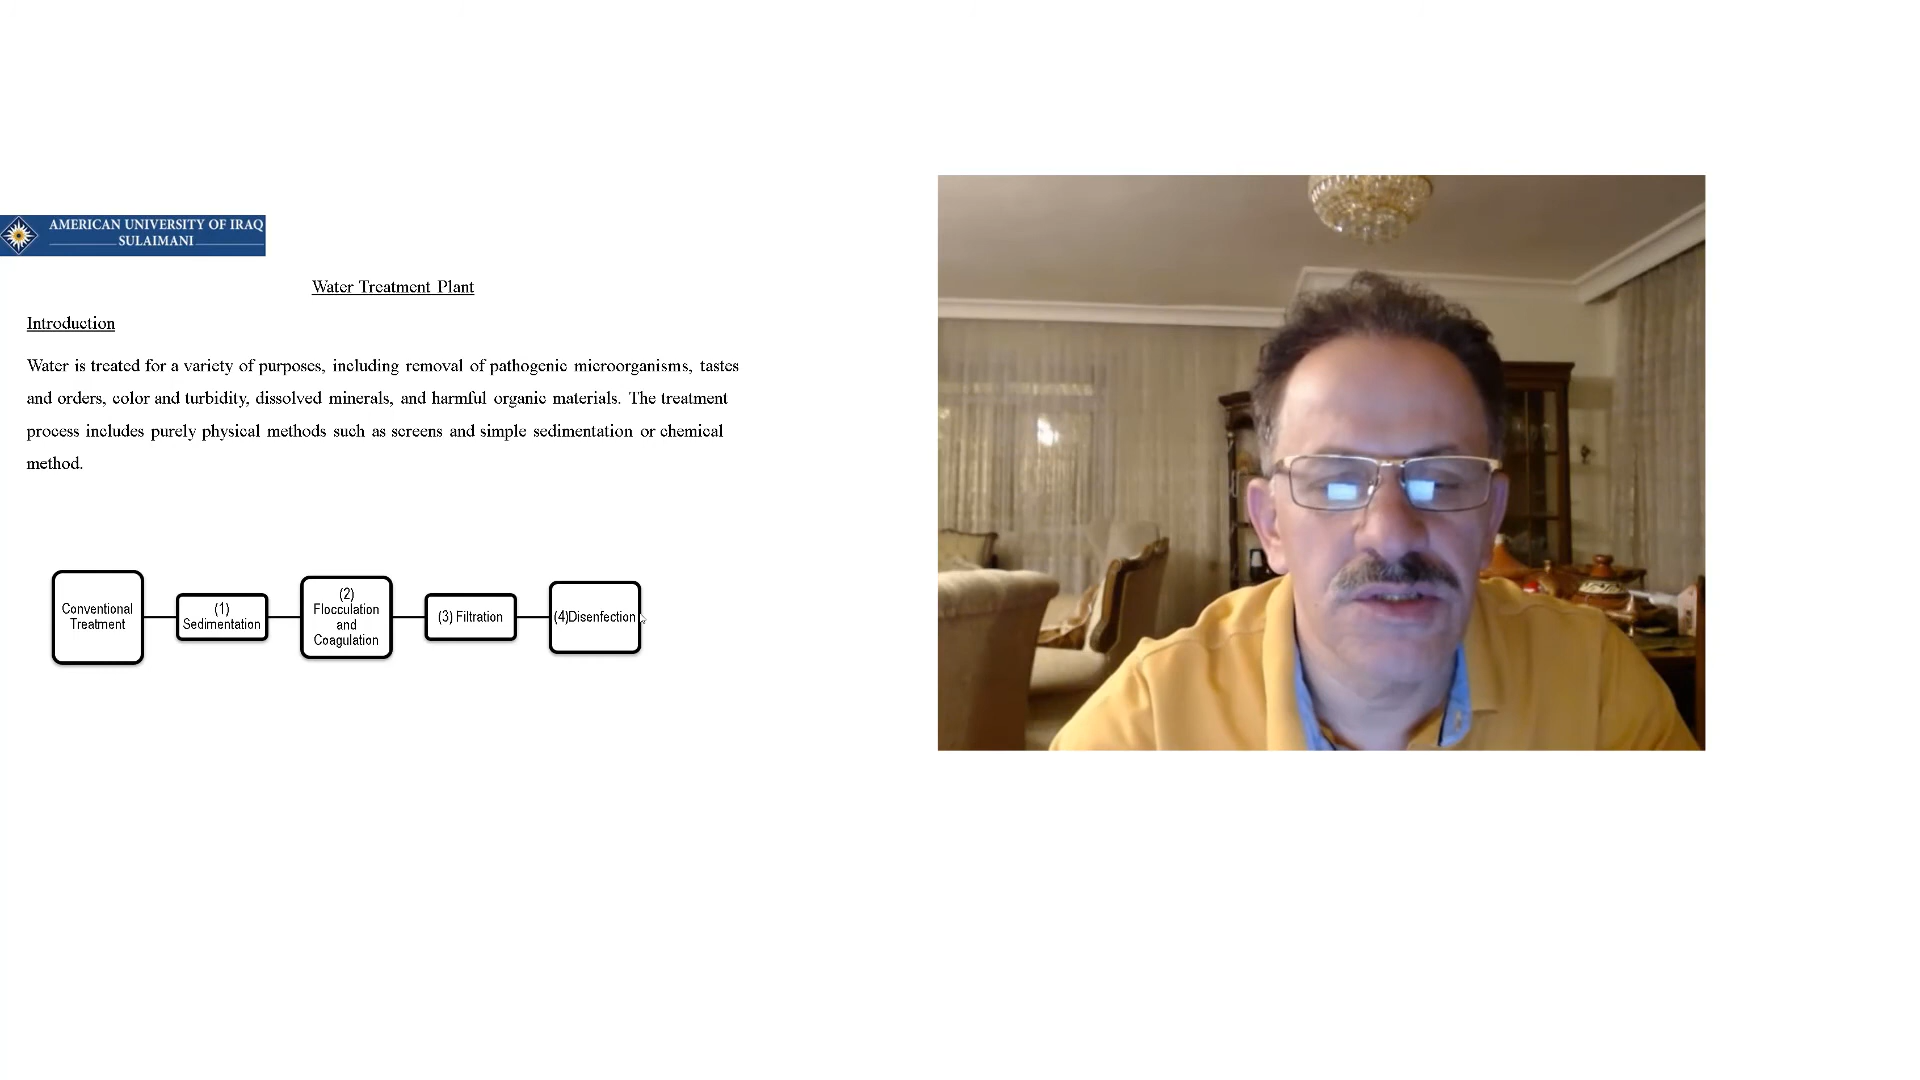 AMERICAN UNIVERSITY OF IRAQ
SULAIMANI
Water Treatment Plant
Introduction
Water is treated for a variety of purposes, including removal of pathogenic microorganisms, tastes
and orders, color and turbidity, dissolved minerals, and harmful organic materials. The treatment
process includes purely physical methods such as screens and simple sedimentation or chemical
method.
Conventional
Treatment
(1)
Sedimentation
(2)
Flocculation
and
Coagulation
(3) Filtration
(4)Disenfection